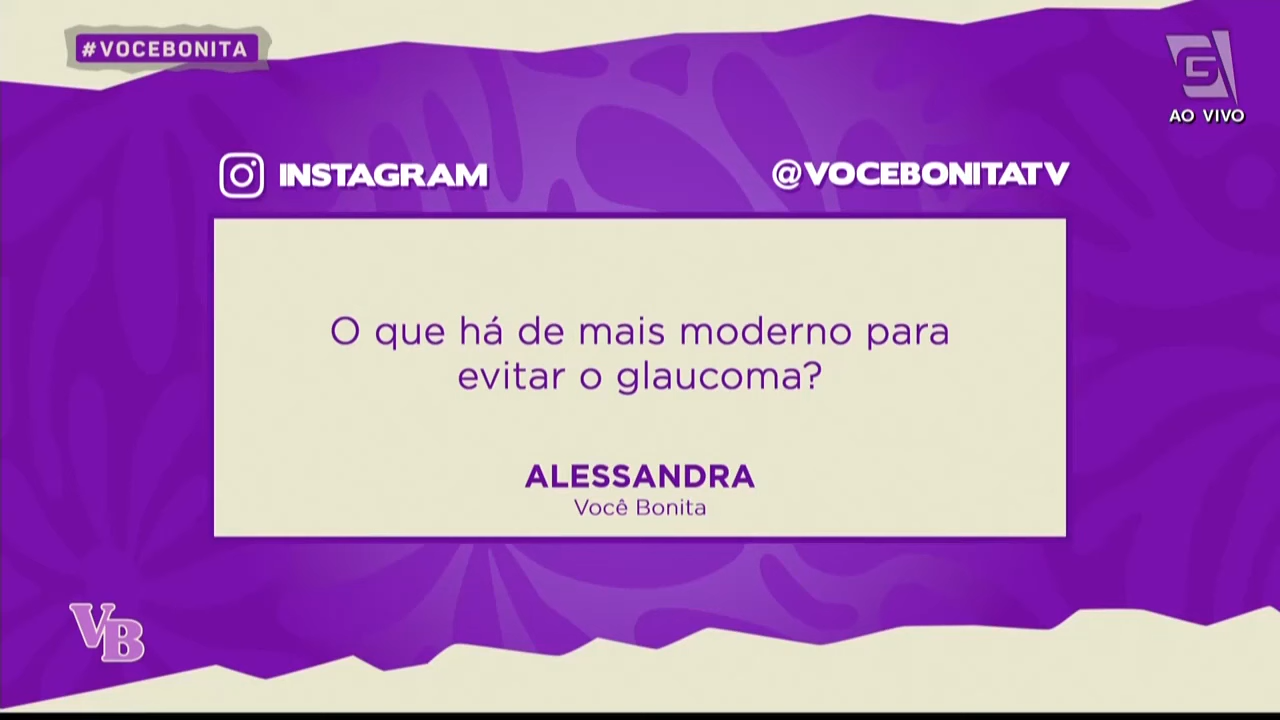 #VOCEBONITA
G
AO VIVO
INSTAGRAM
@VOCEBONITATV
O que há de mais moderno para
evitar o glaucoma?
ALESSANDRA
Você Bonita
VB